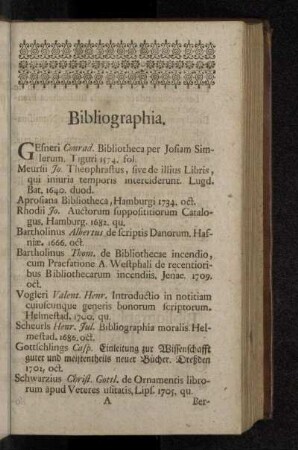 Bibliographia.
GEsneri Conrad. Bibliotheca per Josiam Sim-
lerum. Tiguri 1574. fol.
Meursii Jo. Theophrastus, sive de illius Libris,
qui iniuria temporis interciderunt. Lugd.
Bat. 1640. duod.
Aprosiana Bibliotheca, Hamburgi 1734. oct.
Rhodii Jo. Auctorum supposititiorum Catalo-
gus, Hamburg. 1682. qu.
Bartholinus Albertus de scriptis Danorum. Haf-
niæ. 1666. oct.
Bartholinus Thom. de Bibliothecae incendio,
cum Praefatione A. Westphali de recentiori-
bus Bibliothecarum incendiis, Jenae. 1709.
oct.
Vogleri Valent. Henr. Introductio in notitiam
cuiuscunque generis bonorum scriptorum.
Helmestad. 1700. qu.
Scheurls Henr. Jul. Bibliographia moralis Hel-
mestad. 1686. oct.
Gottschlings Casp. Einleitung zur Wissenschafft
guter und mehrentheils neuer Bücher. Dreßden
1702, oct.
Schwarzius Christ. Gottl. de Ornamentis libro-
rum apud Veteres usitatis, Lips. 1705. qu.
A Ber-